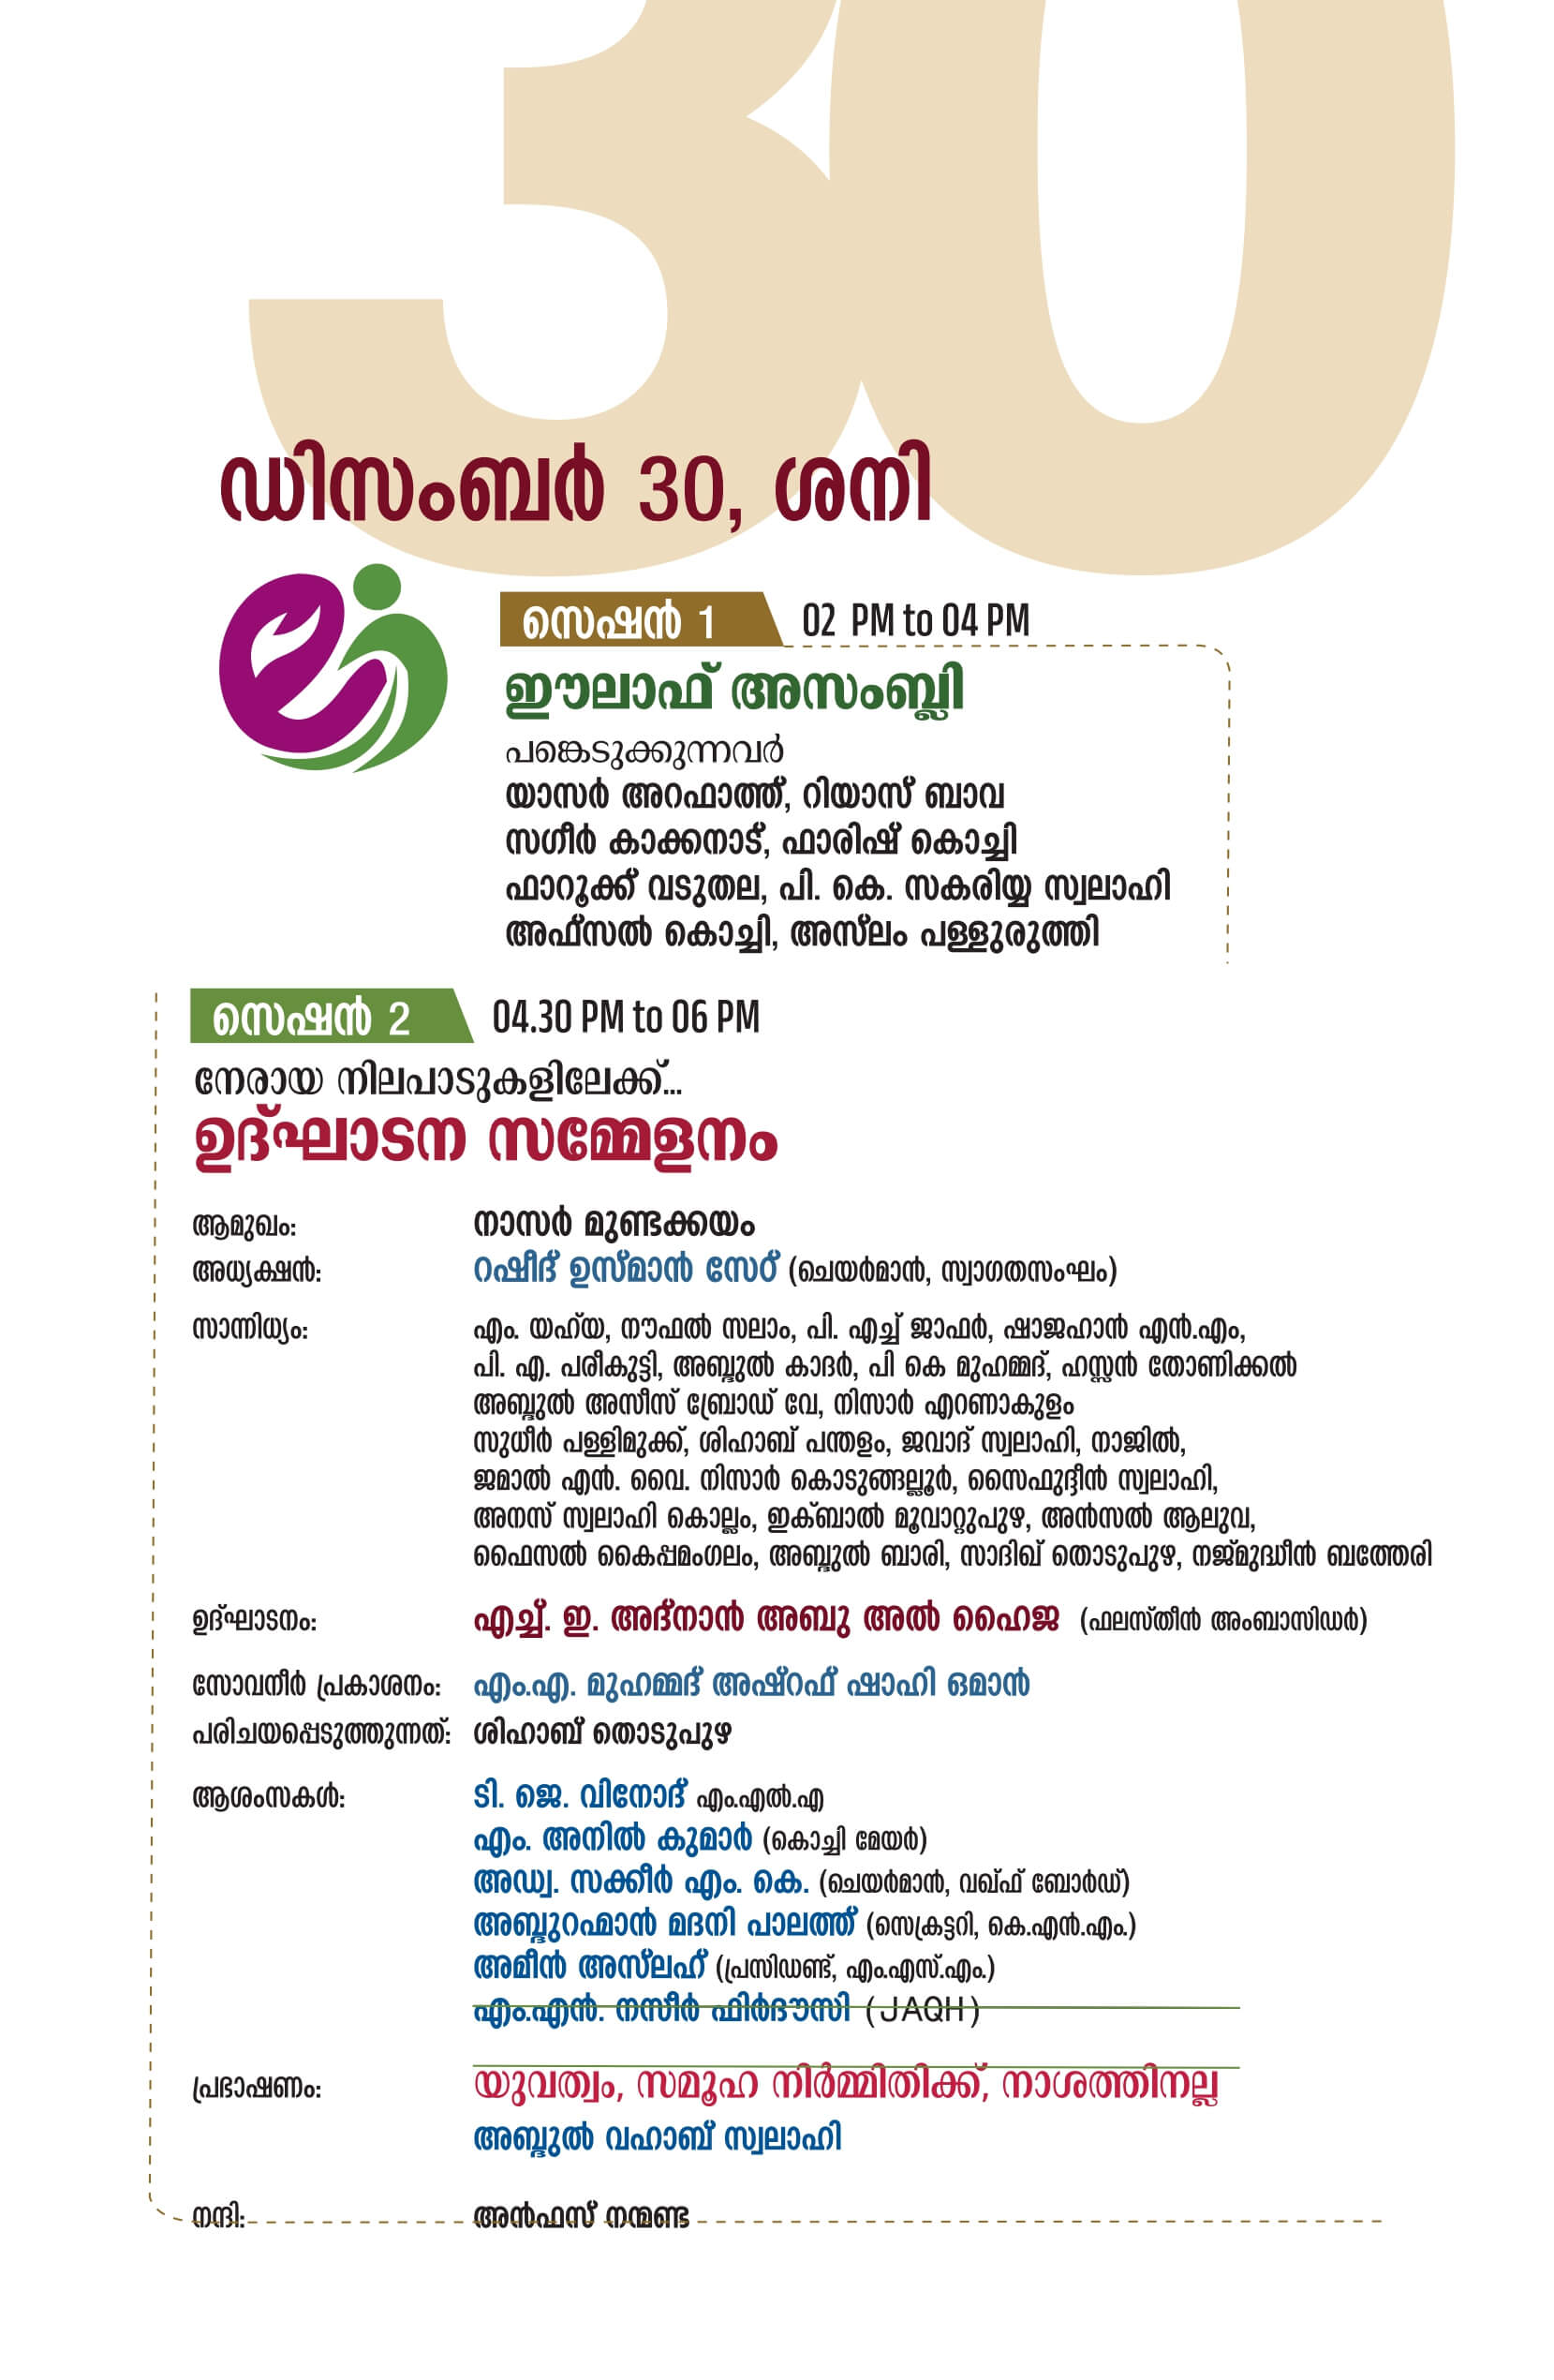 30
ഡിസംബർ 30, ശനി
സെഷൻ 1 02 PM to 04 PM
ഈലാഫ് അസംബ്ലി
പങ്കെടുക്കുന്നവർ
യാസർ അറഫാത്ത്, റിയാസ് ബാവ
സഗീർ കാക്കനാട്, ഫാരിഷ് കൊച്ചി
ഫാറൂക്ക് വടുതല, പി. കെ. സകരിയ്യ സ്വലാഹി
അഫ്സൽ കൊച്ചി, അസ്‌ലം പള്ളുരുത്തി
സെഷൻ 2 04.30 PM to 06 PM
നേരായ നിലപാടുകളിലേക്ക്...
ഉദ്ഘാടന സമ്മേളനം
ആമുഖം: നാസർ മുണ്ടക്കയം
അധ്യക്ഷൻ: റഷീദ് ഉസ്മാൻ സേഠ് (ചെയർമാൻ, സ്വാഗതസംഘം)
സാന്നിധ്യം: എം. യഹ്‌യ, നൗഫൽ സലാം, പി. എച്ച് ജാഫർ, ഷാജഹാൻ എൻ.എം,
പി. എ. പരീകുട്ടി, അബ്ദുൽ കാദർ, പി കെ മുഹമ്മദ്, ഹസ്സൻ തോണിക്കൽ
അബ്ദുൽ അസീസ് ബ്രോഡ് വേ, നിസാർ എറണാകുളം
സുധീർ പള്ളിമുക്ക്, ശിഹാബ് പന്തളം, ജവാദ് സ്വലാഹി, നാജിൽ,
ജമാൽ എൻ. വൈ. നിസാർ കൊടുങ്ങല്ലൂർ, സൈഫുദ്ദീൻ സ്വലാഹി,
അനസ് സ്വലാഹി കൊല്ലം, ഇക്ബാൽ മൂവാറ്റുപുഴ, അൻസൽ ആലുവ,
ഫൈസൽ കൈപ്പമംഗലം, അബ്ദുൽ ബാരി, സാദിഖ് തൊടുപുഴ, നജ്മുദ്ധീൻ ബത്തേരി
ഉദ്ഘാടനം: എച്ച്. ഇ. അദ്നാൻ അബു അൽ ഹൈജ (ഫലസ്തീൻ അംബാസിഡർ)
സോവനീർ പ്രകാശനം: എം.എ. മുഹമ്മദ് അഷ്റഫ് ഷാഹി ഒമാൻ
പരിചയപ്പെടുത്തുന്നത്: ശിഹാബ് തൊടുപുഴ
ആശംസകൾ: ടി. ജെ. വിനോദ് എം.എൽ.എ
എം. അനിൽ കുമാർ (കൊച്ചി മേയർ)
അഡ്വ. സക്കീർ എം. കെ. (ചെയർമാൻ, വഖ്ഫ് ബോർഡ്)
അബ്ദുറഹ്മാൻ മദനി പാലത്ത് (സെക്രട്ടറി, കെ.എൻ.എം.)
അമീൻ അസ്‌ലഹ് (പ്രസിഡണ്ട്, എം.എസ്.എം.)
എം.എൻ. നസീർ ഫിർദൗസി (JAQH)
പ്രഭാഷണം: യുവത്വം, സമൂഹ നിർമ്മിതിക്ക്, നാശത്തിനല്ല
അബ്ദുൽ വഹാബ് സ്വലാഹി
നന്ദി: അൻഫസ് നന്മണ്ട